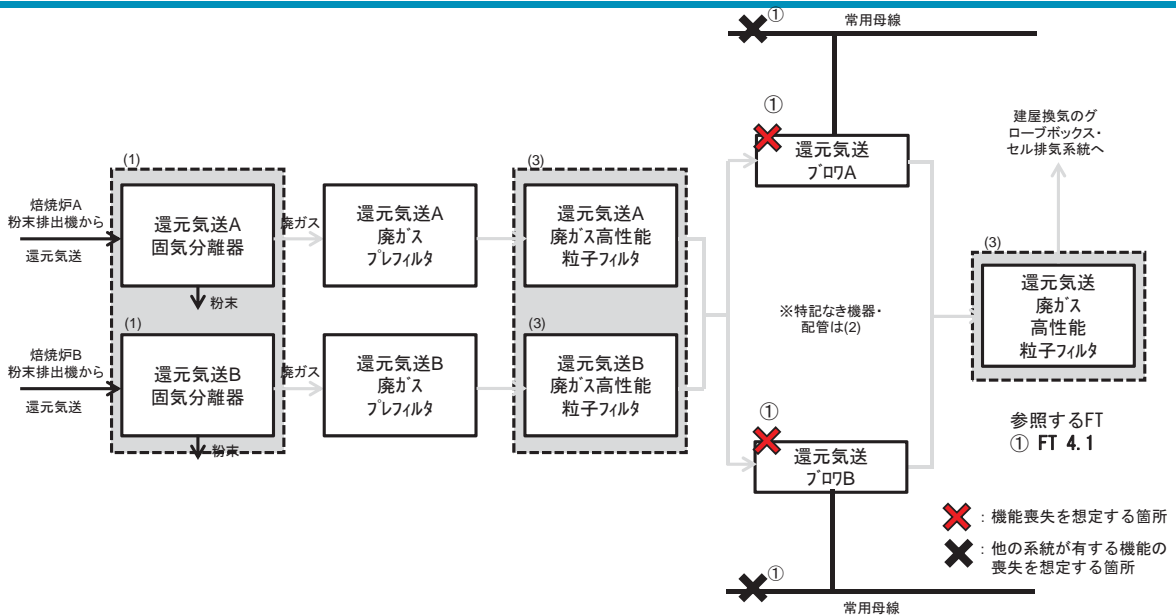 ①
常用母線
①
還元気送
ブロワA
建屋換気のグ
ローブボックス・
セル排気系統へ
(1)
焙焼炉A
粉末排出機から
還元気送
還元気送A
固気分離器
粉末
廃ガス
還元気送A
廃ガス
プレフィルタ
(3)
還元気送A
廃ガス高性能
粒子フィルタ
(1)
焙焼炉B
粉末排出機から
還元気送
還元気送B
固気分離器
粉末
廃ガス
還元気送B
廃ガス
プレフィルタ
(3)
還元気送B
廃ガス高性能
粒子フィルタ
※特記なき機器・
配管は(2)
(3)
還元気送
廃ガス
高性能
粒子フィルタ
①
還元気送
ブロワB
参照するFT
① FT 4.1
:機能喪失を想定する箇所
:他の系統が有する機能の
喪失を想定する箇所
①
常用母線